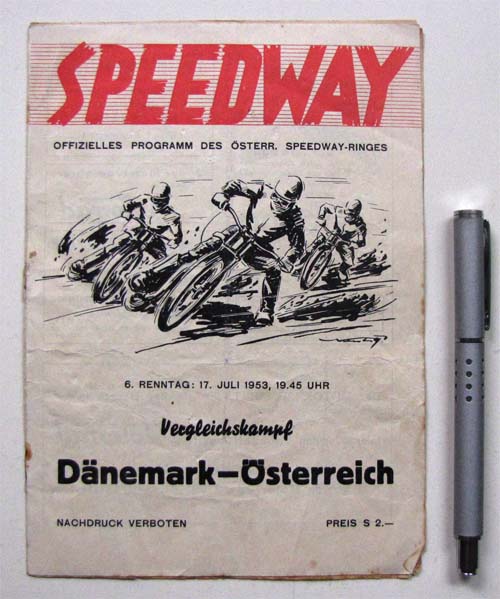 SPEEDWAY
OFFIZIELLES PROGRAMM DES ÖSTERR. SPEEDWAY-RINGES
6. RENNTAG: 17. JULI 1953, 19.45 UHR
Vergleichskampf
Dänemark—Österreich
NACHDRUCK VERBOTEN PREIS S 2.—